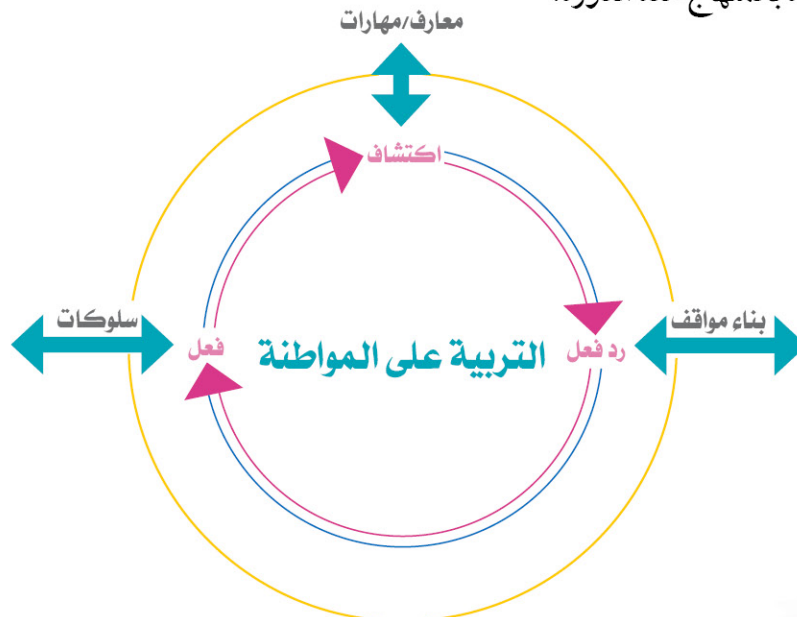 معارف/مهارات
اكتشاف
بناء مواقف
رد فعل
التربية على المواطنة
فعل
سلوكات